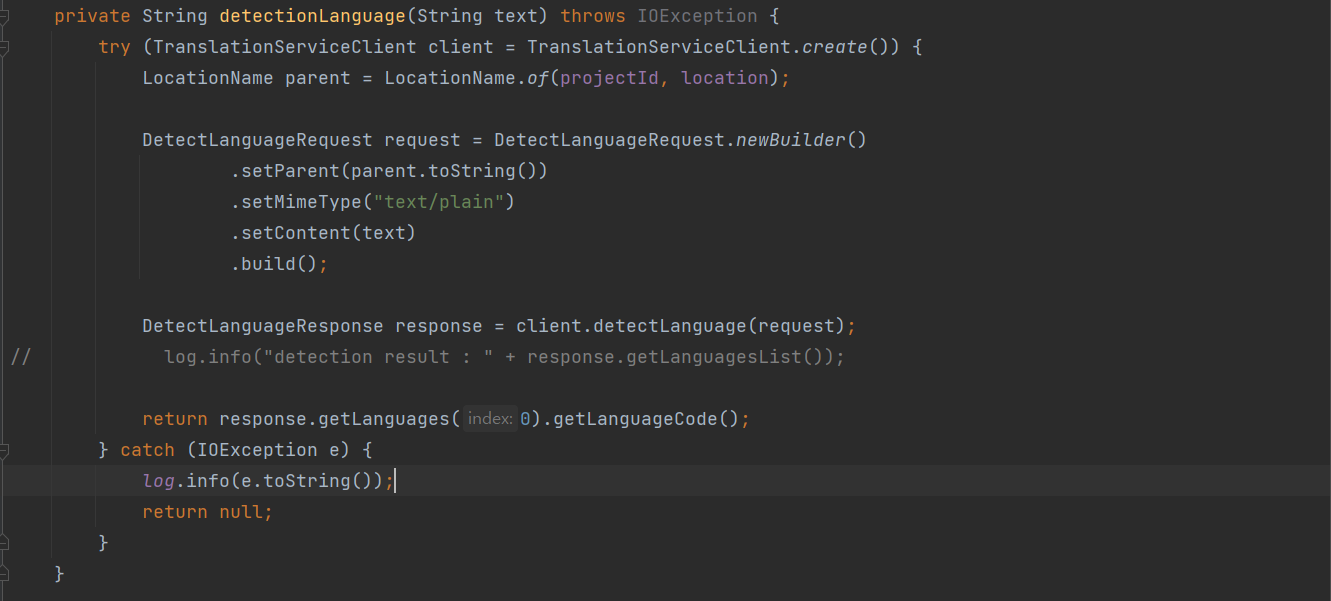 private String detectionLanguage(String text) throws IOException {
try (TranslationServiceClient client = TranslationServiceClient.create()) {
LocationName parent = LocationName.of(projectId, location);
DetectLanguageRequest request = DetectLanguageRequest.newBuilder()
.setParent(parent.toString())
.setMimeType("text/plain")
.setContent(text)
.build();
DetectLanguageResponse response = client.detectLanguage(request);
// log.info("detection result : " + response.getLanguagesList());
return response.getLanguages( index: 0).getLanguageCode();
} catch (IOException e) {
log.info(e.toString());
return null;
}
}